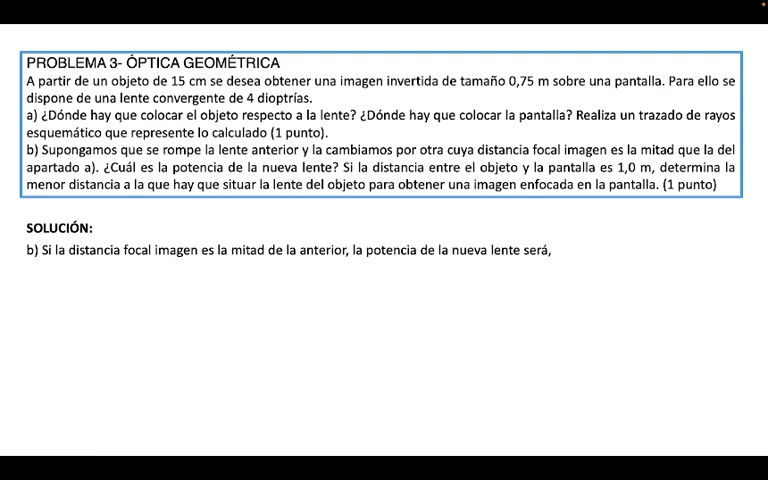 PROBLEMA 3- ÓPTICA GEOMÉTRICA
A partir de un objeto de 15 cm se desea obtener una imagen invertida de tamaño 0,75 m sobre una pantalla. Para ello se
dispone de una lente convergente de 4 dioptrías.
a) ¿Dónde hay que colocar el objeto respecto a la lente? ¿Dónde hay que colocar la pantalla? Realiza un trazado de rayos
esquemático que represente lo calculado (1 punto).
b) Supongamos que se rompe la lente anterior y la cambiamos por otra cuya distancia focal imagen es la mitad que la del
apartado a). ¿Cuál es la potencia de la nueva lente? Si la distancia entre el objeto y la pantalla es 1,0 m, determina la
menor distancia a la que hay que situar la lente del objeto para obtener una imagen enfocada en la pantalla. (1 punto)
SOLUCIÓN:
b) Si la distancia focal imagen es la mitad de la anterior, la potencia de la nueva lente será,